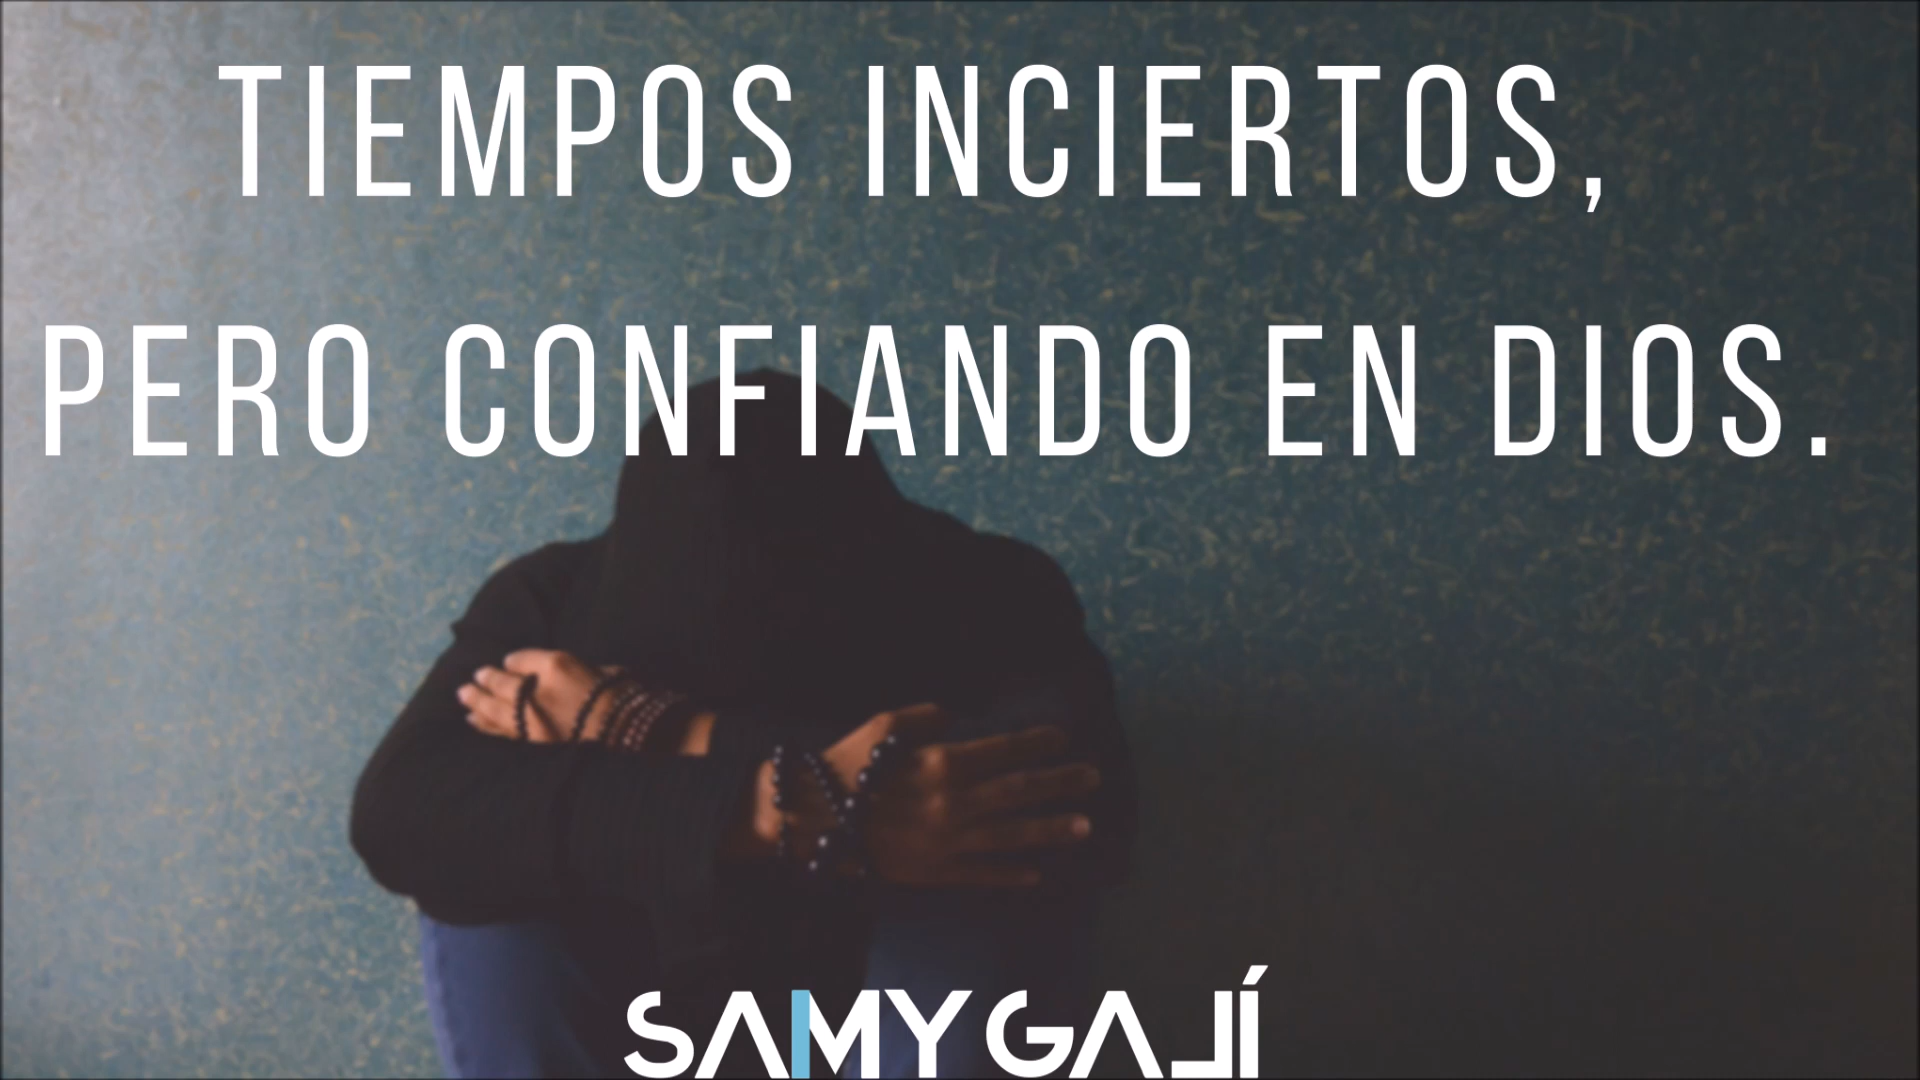 TIEMPOS INCIERTOS,
PERO CONFIANDO EN DIOS.
SAMY GALÍ